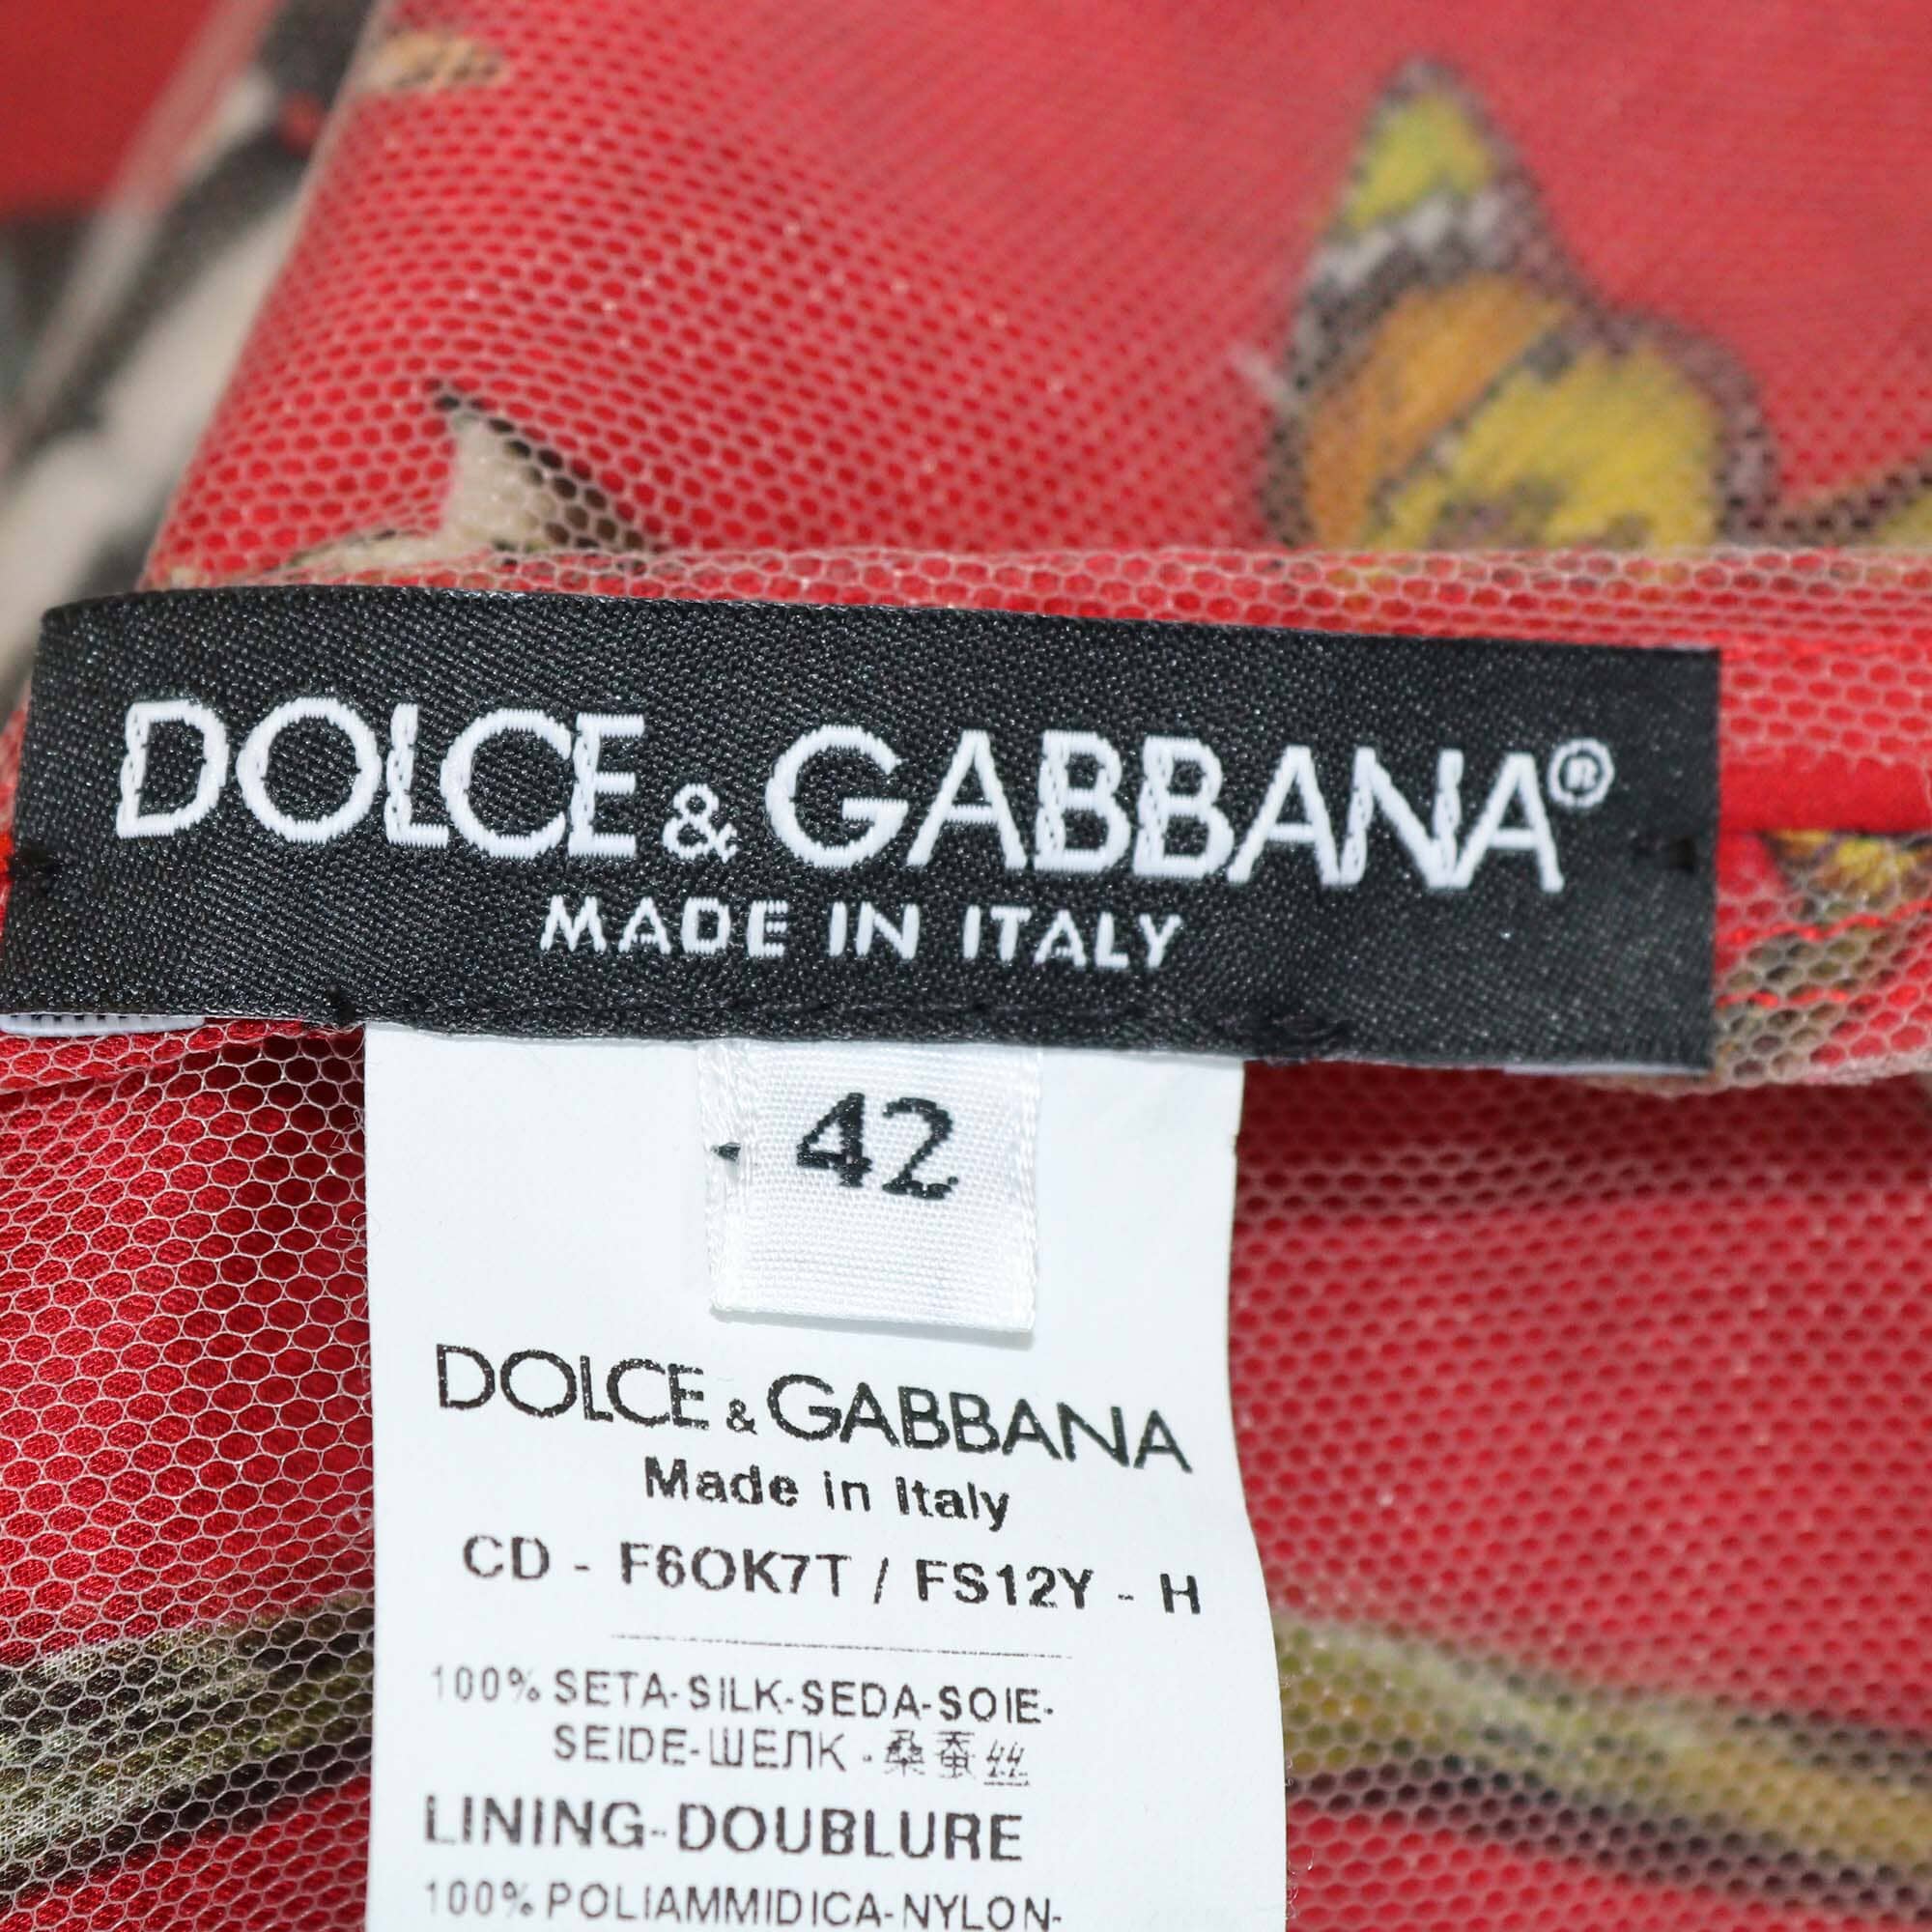 DOLCE & GABBANA®
MADE IN ITALY
42
DOLCE & GABBANA
Made in Italy
CD - F6OK7T / FS12Y - H
100% SETA-SILK-SEDA-SOIE-
SEIDE-ШЕЛК - 桑蚕丝
LINING-DOUBLURE
100% POLIAMMIDICA-NYLON-